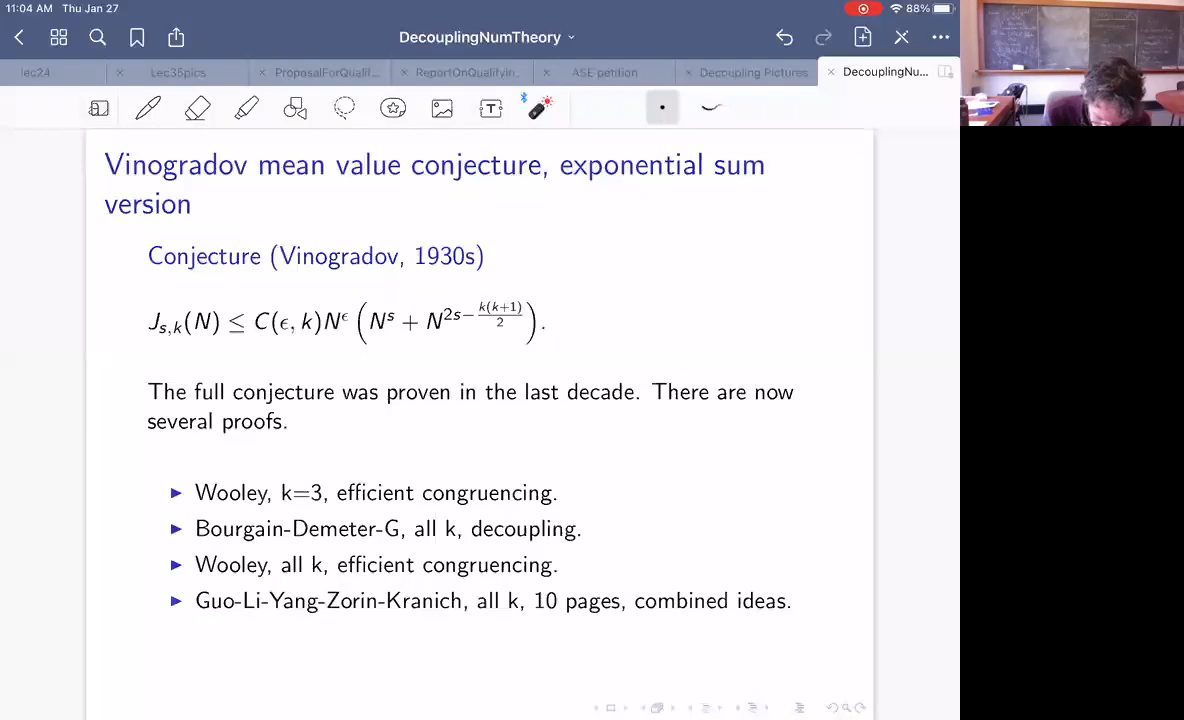 11:04 AM Thu Jan 27
88%
DecouplingNumTheory
lec24
Lec35pics
ProposalForQualif...
ReportOnQualifyin...
ASE petition
Decoupling Pictures
DecouplingNu...
T
Vinogradov mean value conjecture, exponential sum
version
Conjecture (Vinogradov, 1930s)
J_{s,k}(N) ≤ C(ϵ, k)N^ϵ (N^s + N^{2s−\frac{k(k+1)}{2}}).
The full conjecture was proven in the last decade. There are now
several proofs.
▶ Wooley, k=3, efficient congruencing.
▶ Bourgain-Demeter-G, all k, decoupling.
▶ Wooley, all k, efficient congruencing.
▶ Guo-Li-Yang-Zorin-Kranich, all k, 10 pages, combined ideas.